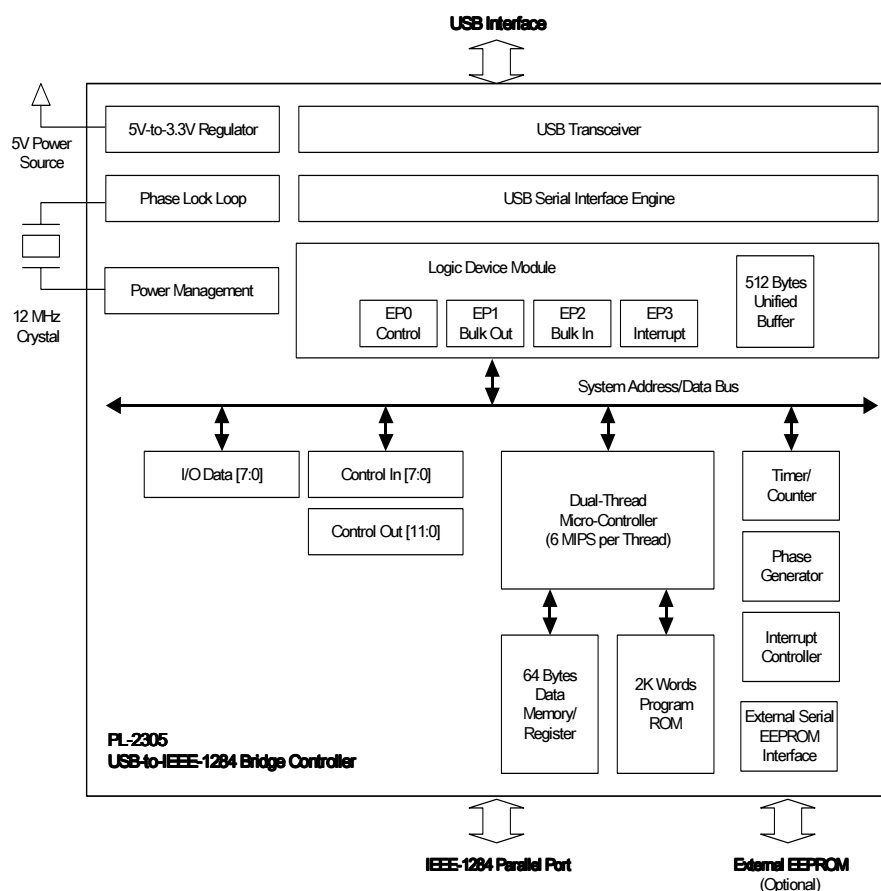 USB Interface
5V Power
Source
5V-to-3.3V Regulator
USB Transceiver
Phase Lock Loop
USB Serial Interface Engine
12 MHz
Crystal
Power Management
Logic Device Module
EP0
Control
EP1
Bulk Out
EP2
Bulk In
EP3
Interrupt
512 Bytes
Unified
Buffer
System Address/Data Bus
I/O Data [7:0]
Control In [7:0]
Control Out [11:0]
Dual-Thread
Micro-Controller
(6 MIPS per Thread)
Timer/
Counter
Phase
Generator
Interrupt
Controller
64 Bytes
Data
Memory/
Register
2K Words
Program
ROM
External Serial
EEPROM
Interface
PL-2305
USB-to-IEEE-1284 Bridge Controller
IEEE-1284 Parallel Port
External EEPROM
(Optional)